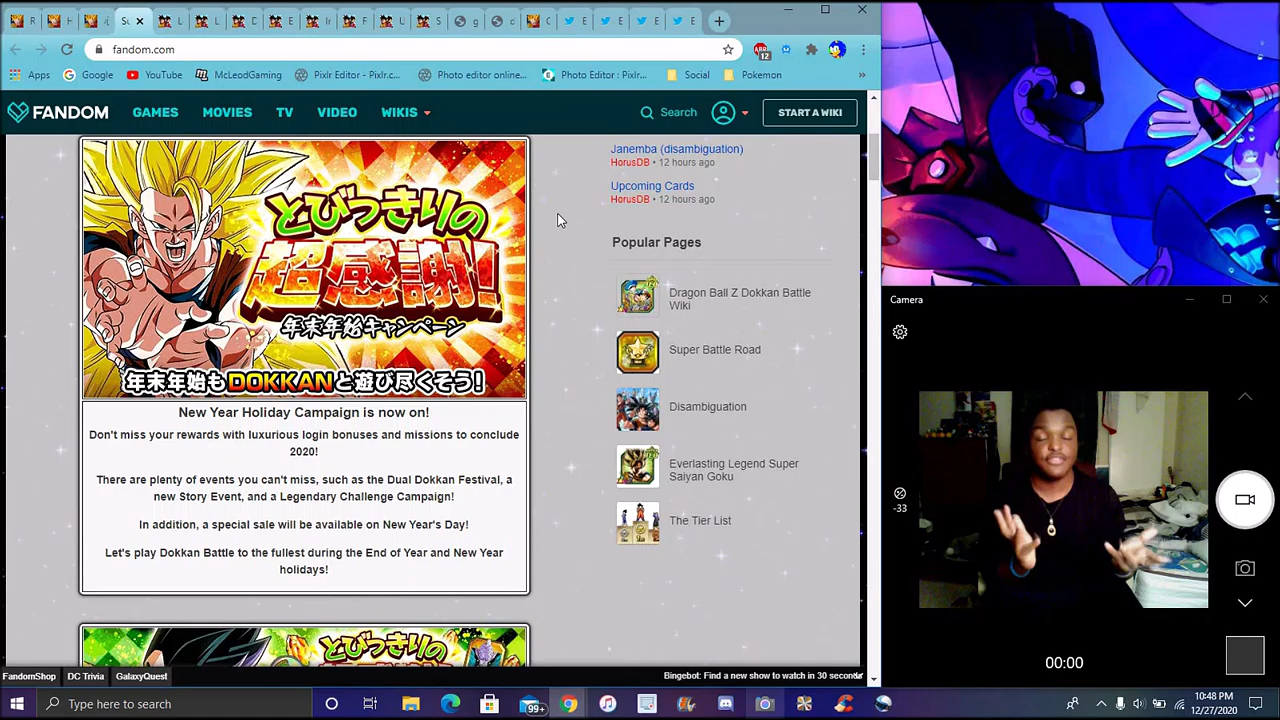 R
H
Su
L
L
D
E
In
F
U
S
g
d
C
E
E
E
E
fandom.com
ABP
12
Apps
Google
YouTube
McLeodGaming
Pixlr Editor - Pixlr.c...
Photo editor online...
Photo Editor : Pixlr...
Social
Pokemon
»
FANDOM
GAMES
MOVIES
TV
VIDEO
WIKIS
Search
START A WIKI
とびっきりの
超感謝!
年末年始キャンペーン
年末年始もDOKKANと遊び尽くそう!
New Year Holiday Campaign is now on!
Don't miss your rewards with luxurious login bonuses and missions to conclude
2020!
There are plenty of events you can't miss, such as the Dual Dokkan Festival, a
new Story Event, and a Legendary Challenge Campaign!
In addition, a special sale will be available on New Year's Day!
Let's play Dokkan Battle to the fullest during the End of Year and New Year
holidays!
とびっきりの
Janemba (disambiguation)
HorusDB • 12 hours ago
Upcoming Cards
HorusDB • 12 hours ago
Popular Pages
Dragon Ball Z Dokkan Battle
Wiki
Super Battle Road
Disambiguation
Everlasting Legend Super
Saiyan Goku
The Tier List
FandomShop
DC Trivia
GalaxyQuest
Bingebot: Find a new show to watch in 30 seconds
Camera
-33
00:00
Type here to search
99+
10:48 PM
12/27/2020